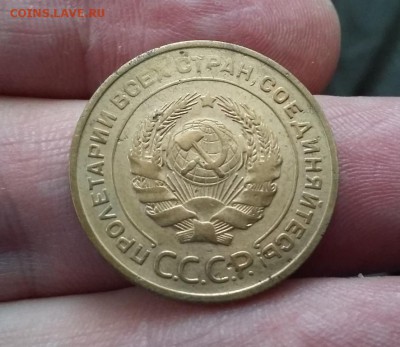 COINS.LAVE.RU
ПРОЛЕТАРИИ ВСЕХ СТРАН, СОЕДИНЯЙТЕСЬ
С.С.С.Р.